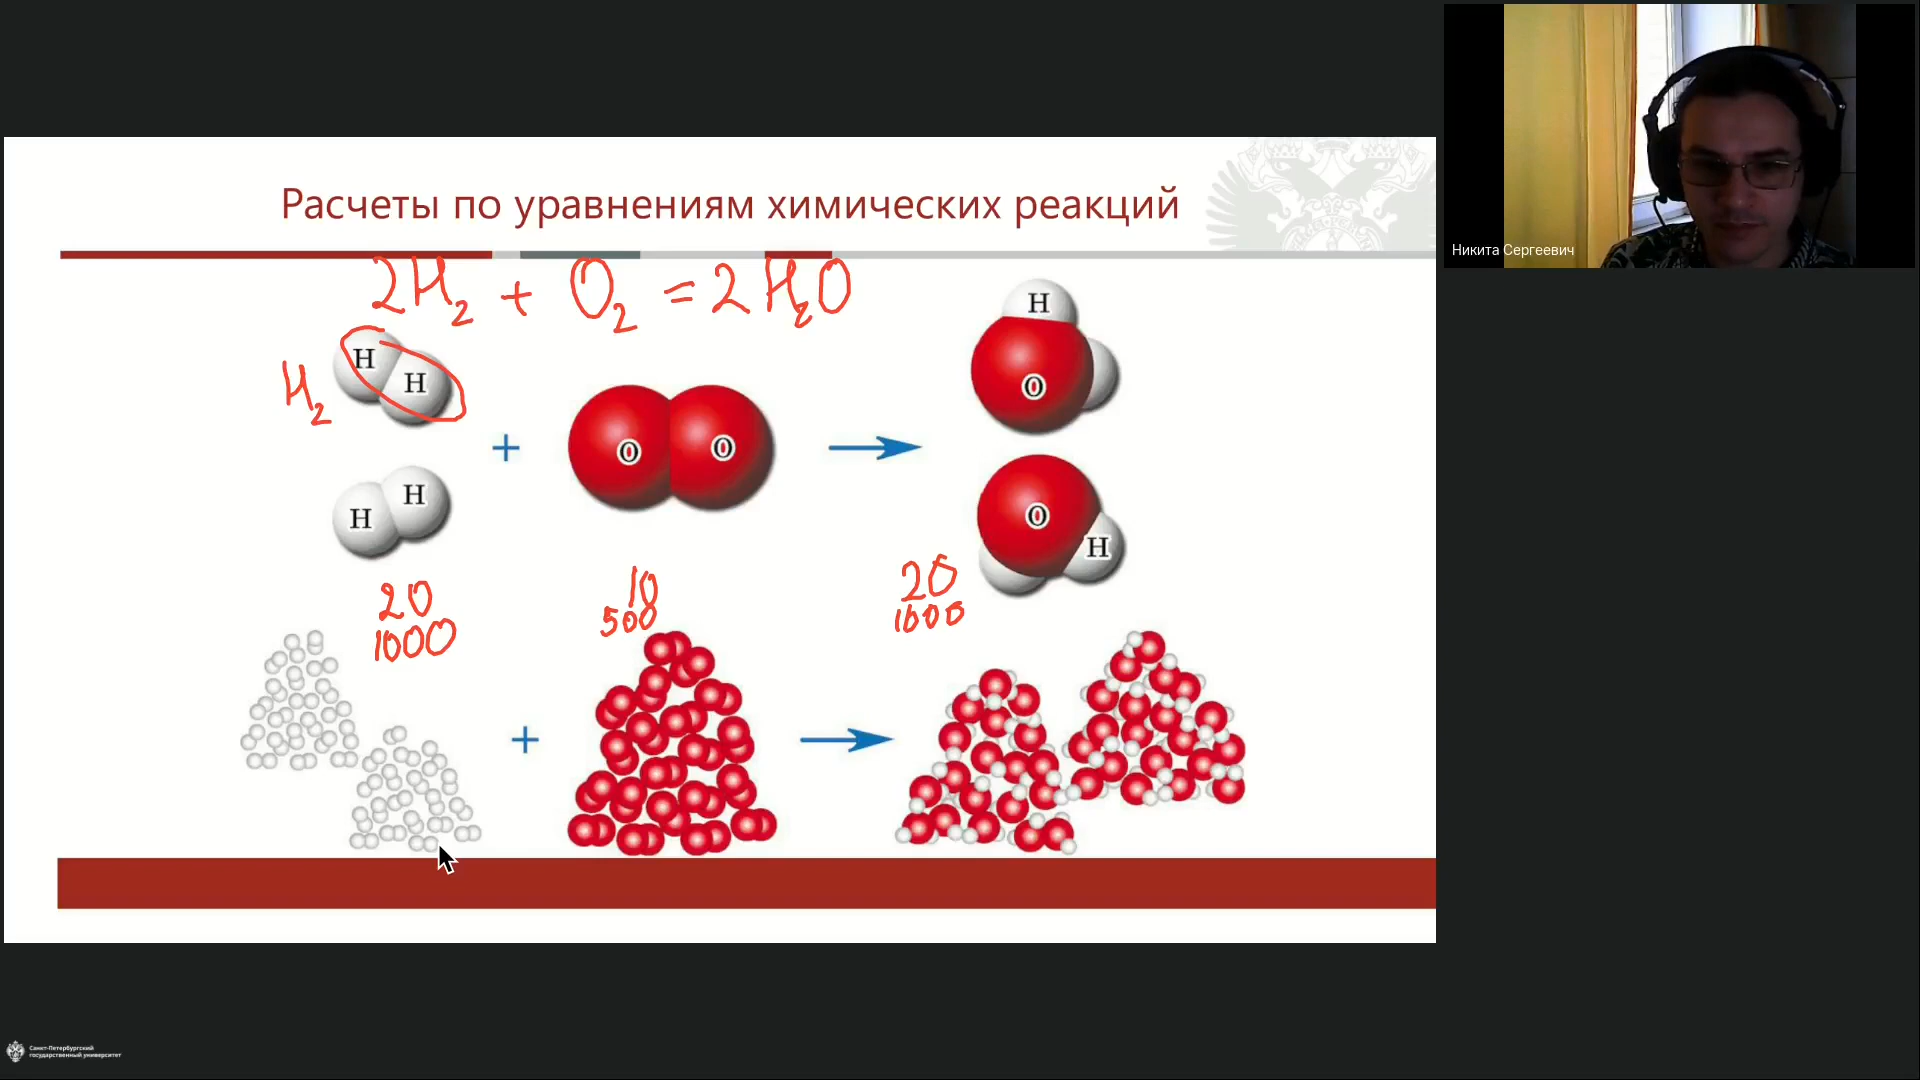 Расчеты по уравнениям химических реакций
2H₂ + O₂ = 2H₂O
H
H
H₂
H
H
+
O
O
H
O
O
H
20
1000
10
500
20
1000
+
Никита Сергеевич
Санкт-Петербургский
государственный университет